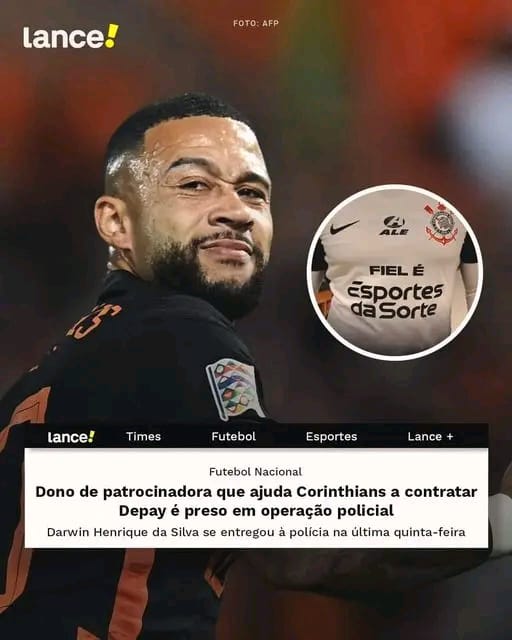 lance!
FOTO: AFP
ALE
FIEL É
Esportes
da Sorte
lance! Times Futebol Esportes Lance +
Futebol Nacional
Dono de patrocinadora que ajuda Corinthians a contratar
Depay é preso em operação policial
Darwin Henrique da Silva se entregou à polícia na última quinta-feira